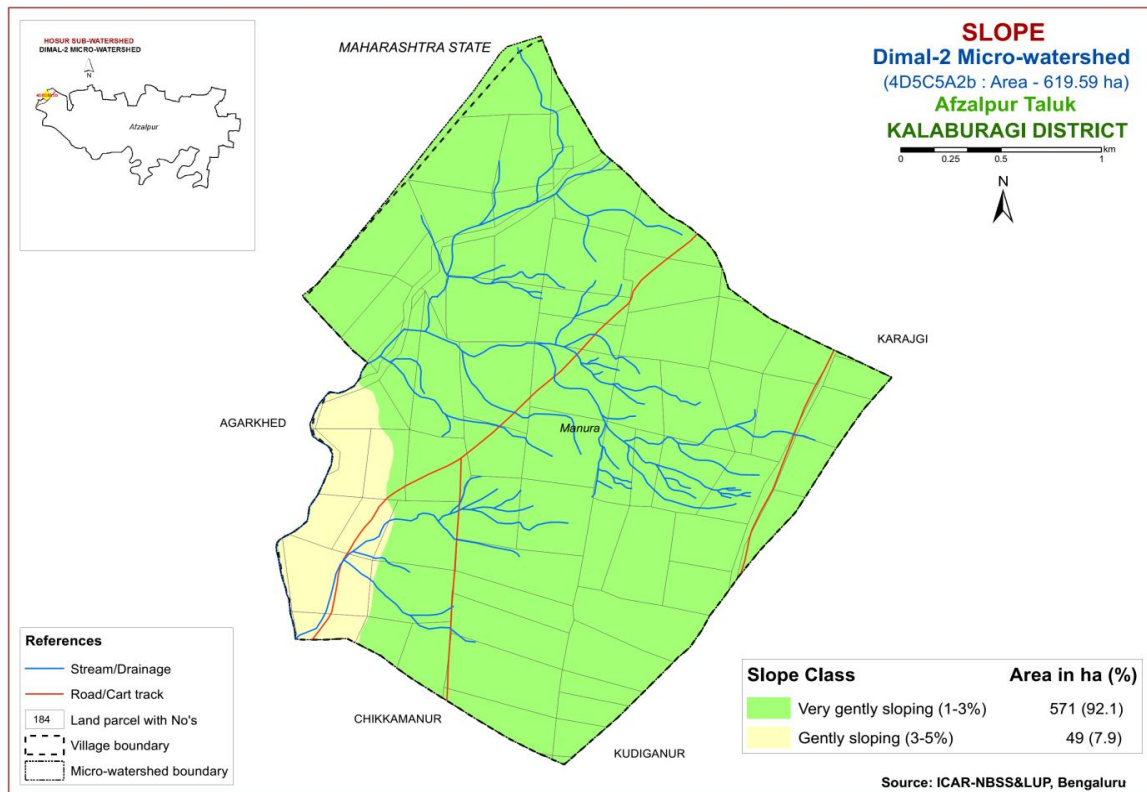 HOSUR SUB-WATERSHED
DIMAL-2 MICRO-WATERSHED
N
Afzalpur
MAHARASHTRA STATE
SLOPE
Dimal-2 Micro-watershed
(4D5C5A2b : Area - 619.59 ha)
Afzalpur Taluk
KALABURAGI DISTRICT
km
0 0.25 0.5 1
N
KARAJGI
AGARKHED
Manura
CHIKKAMANUR
KUDIGANUR
References
Stream/Drainage
Road/Cart track
184 Land parcel with No's
Village boundary
Micro-watershed boundary
Slope Class Area in ha (%)
Very gently sloping (1-3%) 571 (92.1)
Gently sloping (3-5%) 49 (7.9)
Source: ICAR-NBSS&LUP, Bengaluru